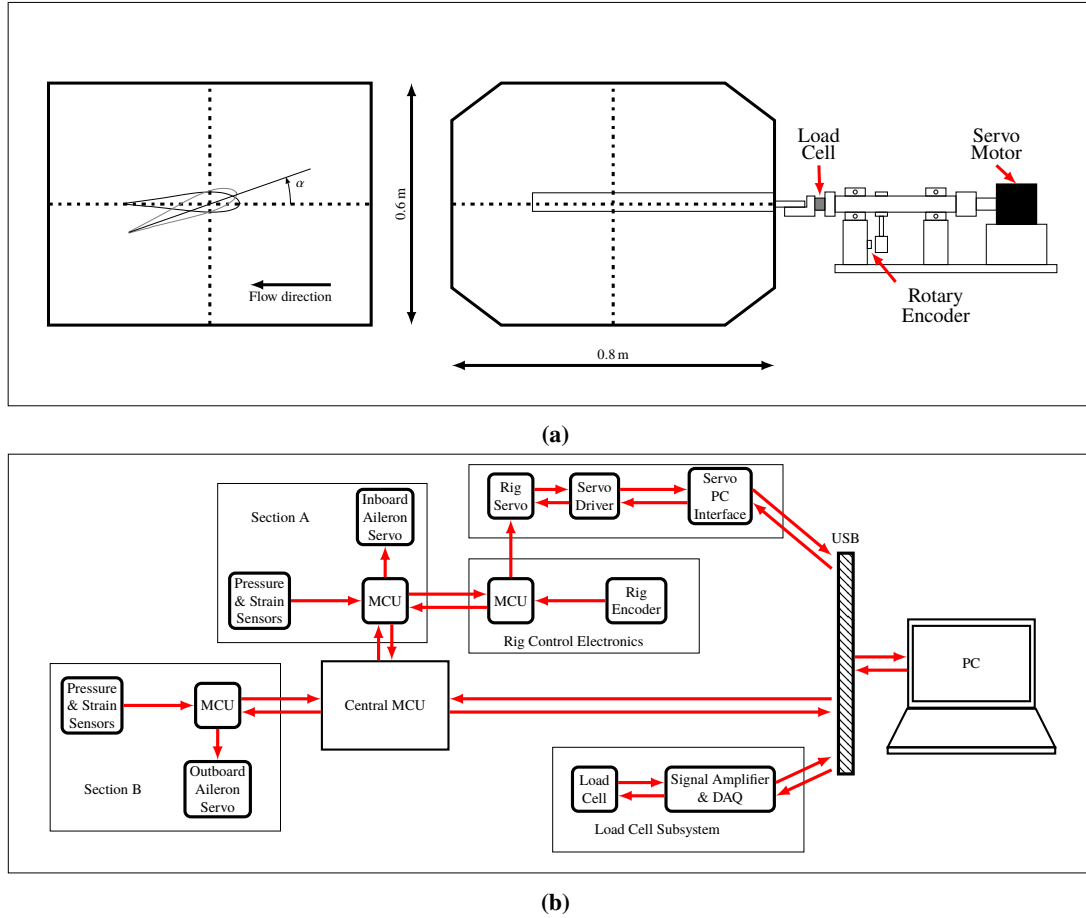 α
Flow direction
0.6 m
0.8 m
Load
Cell
Servo
Motor
Rotary
Encoder
(a)
Section A
Inboard
Aileron
Servo
Pressure
& Strain
Sensors
MCU
Rig
Servo
Servo
Driver
Servo
PC
Interface
MCU
Rig
Encoder
Rig Control Electronics
USB
PC
Pressure
& Strain
Sensors
MCU
Central MCU
Outboard
Aileron
Servo
Section B
Load
Cell
Signal Amplifier
& DAQ
Load Cell Subsystem
(b)